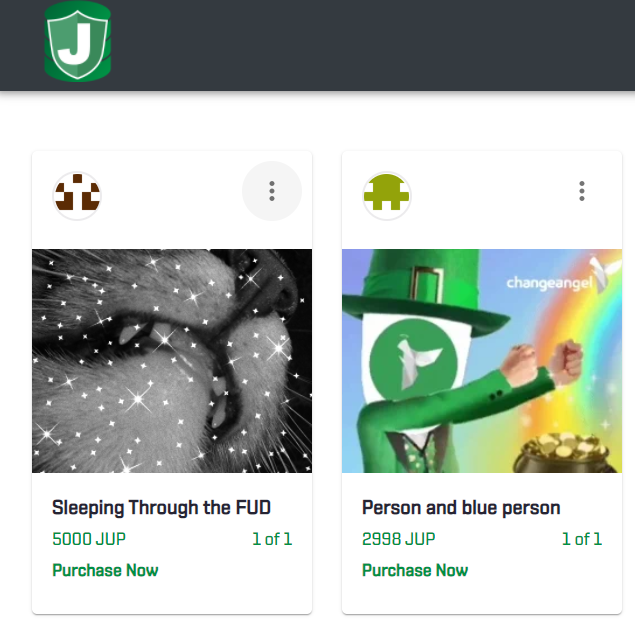 J
changeangel
Sleeping Through the FUD
5000 JUP 1 of 1
Purchase Now
Person and blue person
2998 JUP 1 of 1
Purchase Now